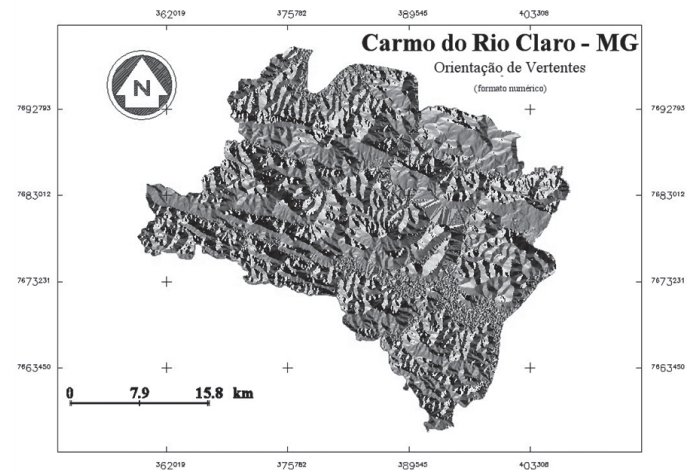 362019 375782 389545 403308
Carmo do Rio Claro - MG
Orientação de Vertentes
(formato numérico)
N
7692793 7692793
7683012 7683012
7673231 7673231
7663450 7663450
0 7.9 15.8 km
362019 375782 389545 403308